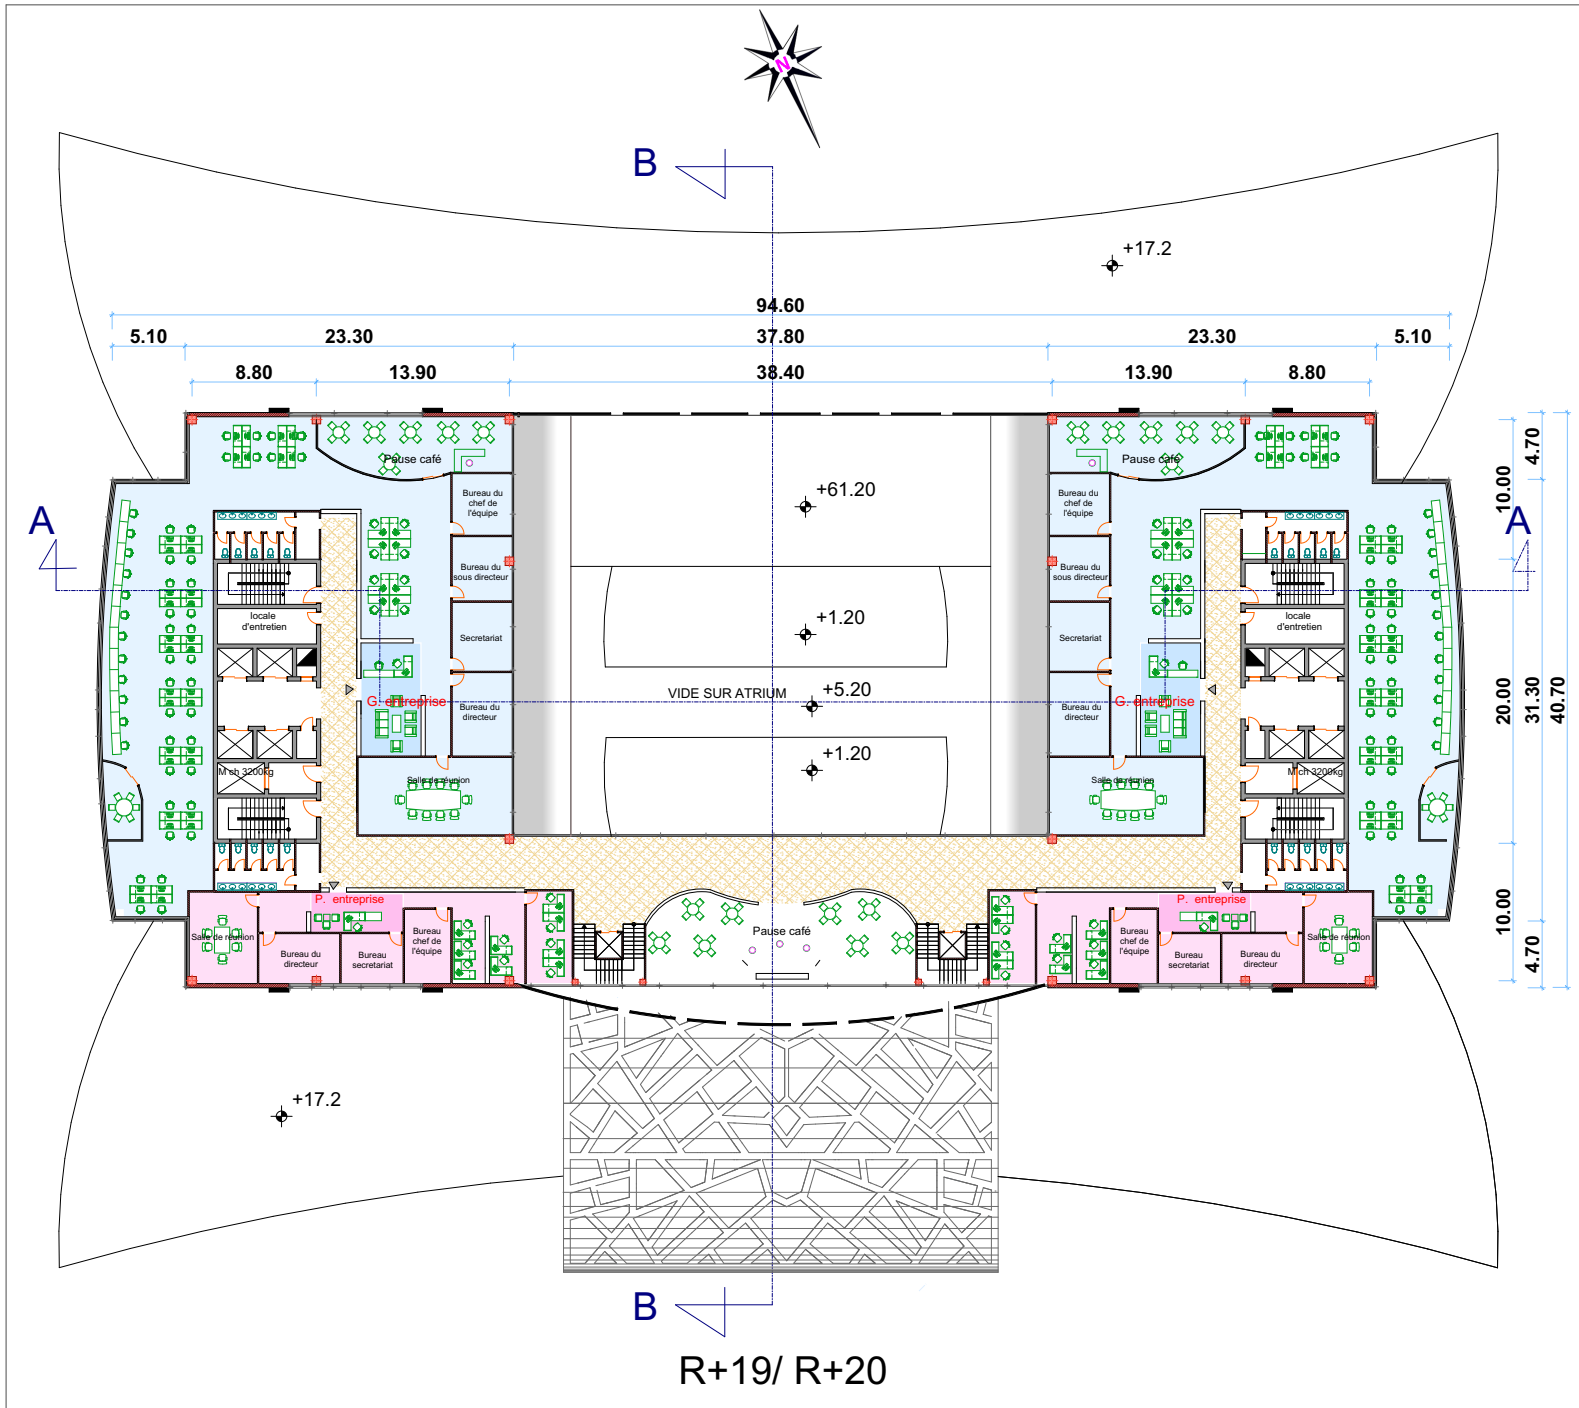 N
B
+17.2
94.60
5.10
23.30
37.80
23.30
5.10
8.80
13.90
38.40
13.90
8.80
4.70
10.00
Pause café
Pause café
Bureau du
chef de
l'équipe
+61.20
Bureau du
chef de
l'équipe
A
A
Bureau du
sous directeur
Bureau du
sous directeur
locale
d'entretien
Secretariat
+1.20
Secretariat
locale
d'entretien
G. entreprise
Bureau du
directeur
VIDE SUR ATRIUM
+5.20
Bureau du
directeur
G. entreprise
20.00
31.30
40.70
+1.20
M ch 3200kg
Salle de réunion
Salle de réunion
M ch 3200kg
P. entreprise
P. entreprise
10.00
Salle de réunion
Bureau du
directeur
Bureau
secretariat
Bureau
chef de
l'équipe
Pause café
Bureau
chef de
l'équipe
Bureau
secretariat
Bureau du
directeur
Salle de réunion
4.70
+17.2
B
R+19/ R+20